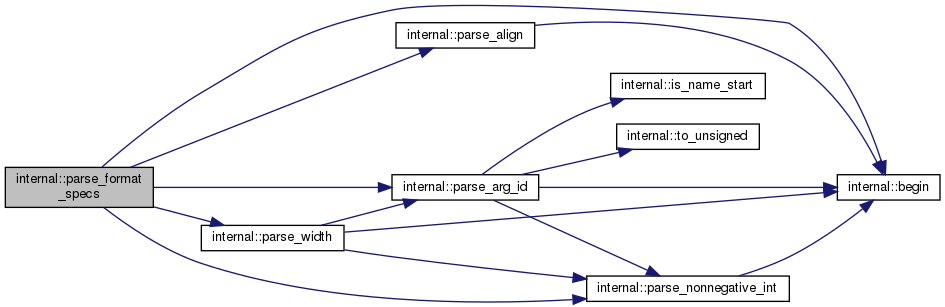 internal::parse_align
internal::is_name_start
internal::to_unsigned
internal::parse_format
_specs
internal::parse_arg_id
internal::begin
internal::parse_width
internal::parse_nonnegative_int